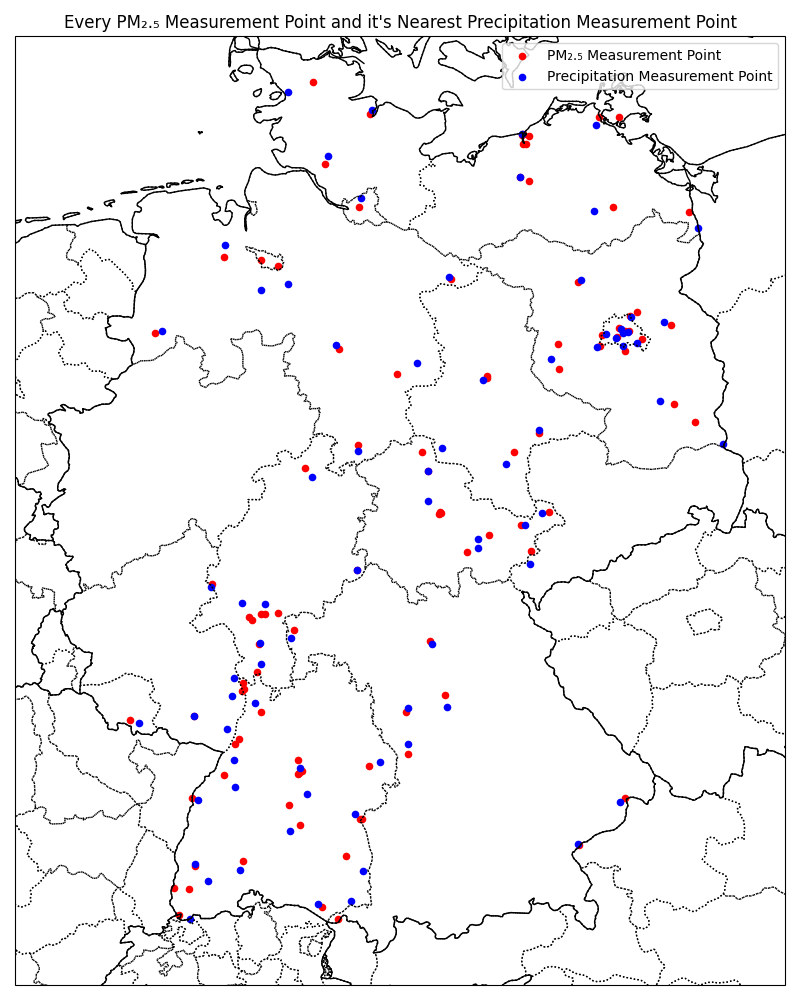 Every PM₂.₅ Measurement Point and it's Nearest Precipitation Measurement Point
PM₂.₅ Measurement Point
Precipitation Measurement Point